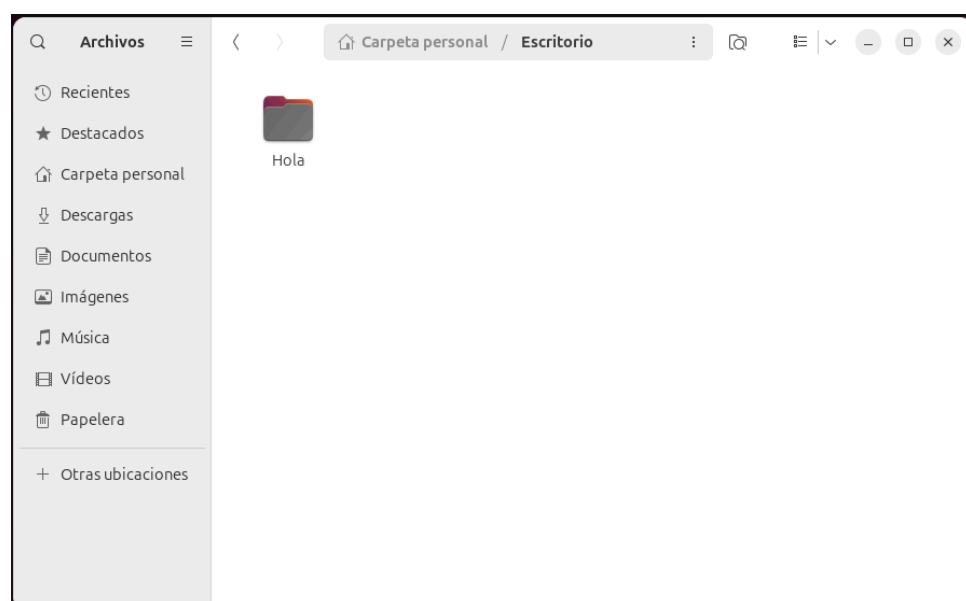 Archivos
Carpeta personal / Escritorio
Recientes
Destacados
Carpeta personal
Descargas
Documentos
Imágenes
Música
Vídeos
Papelera
Otras ubicaciones
Hola